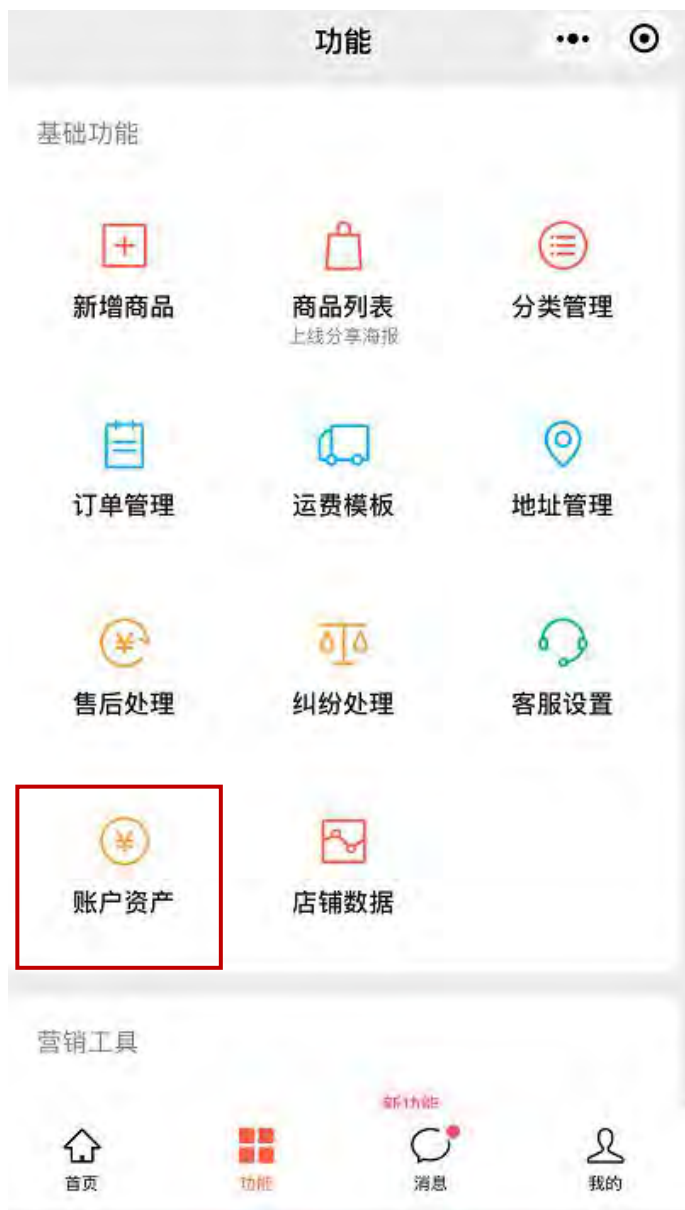 功能
基础功能
新增商品
商品列表
上线分享海报
分类管理
订单管理
运费模板
地址管理
售后处理
纠纷处理
客服设置
账户资产
店铺数据
营销工具
新功能
首页
功能
消息
我的